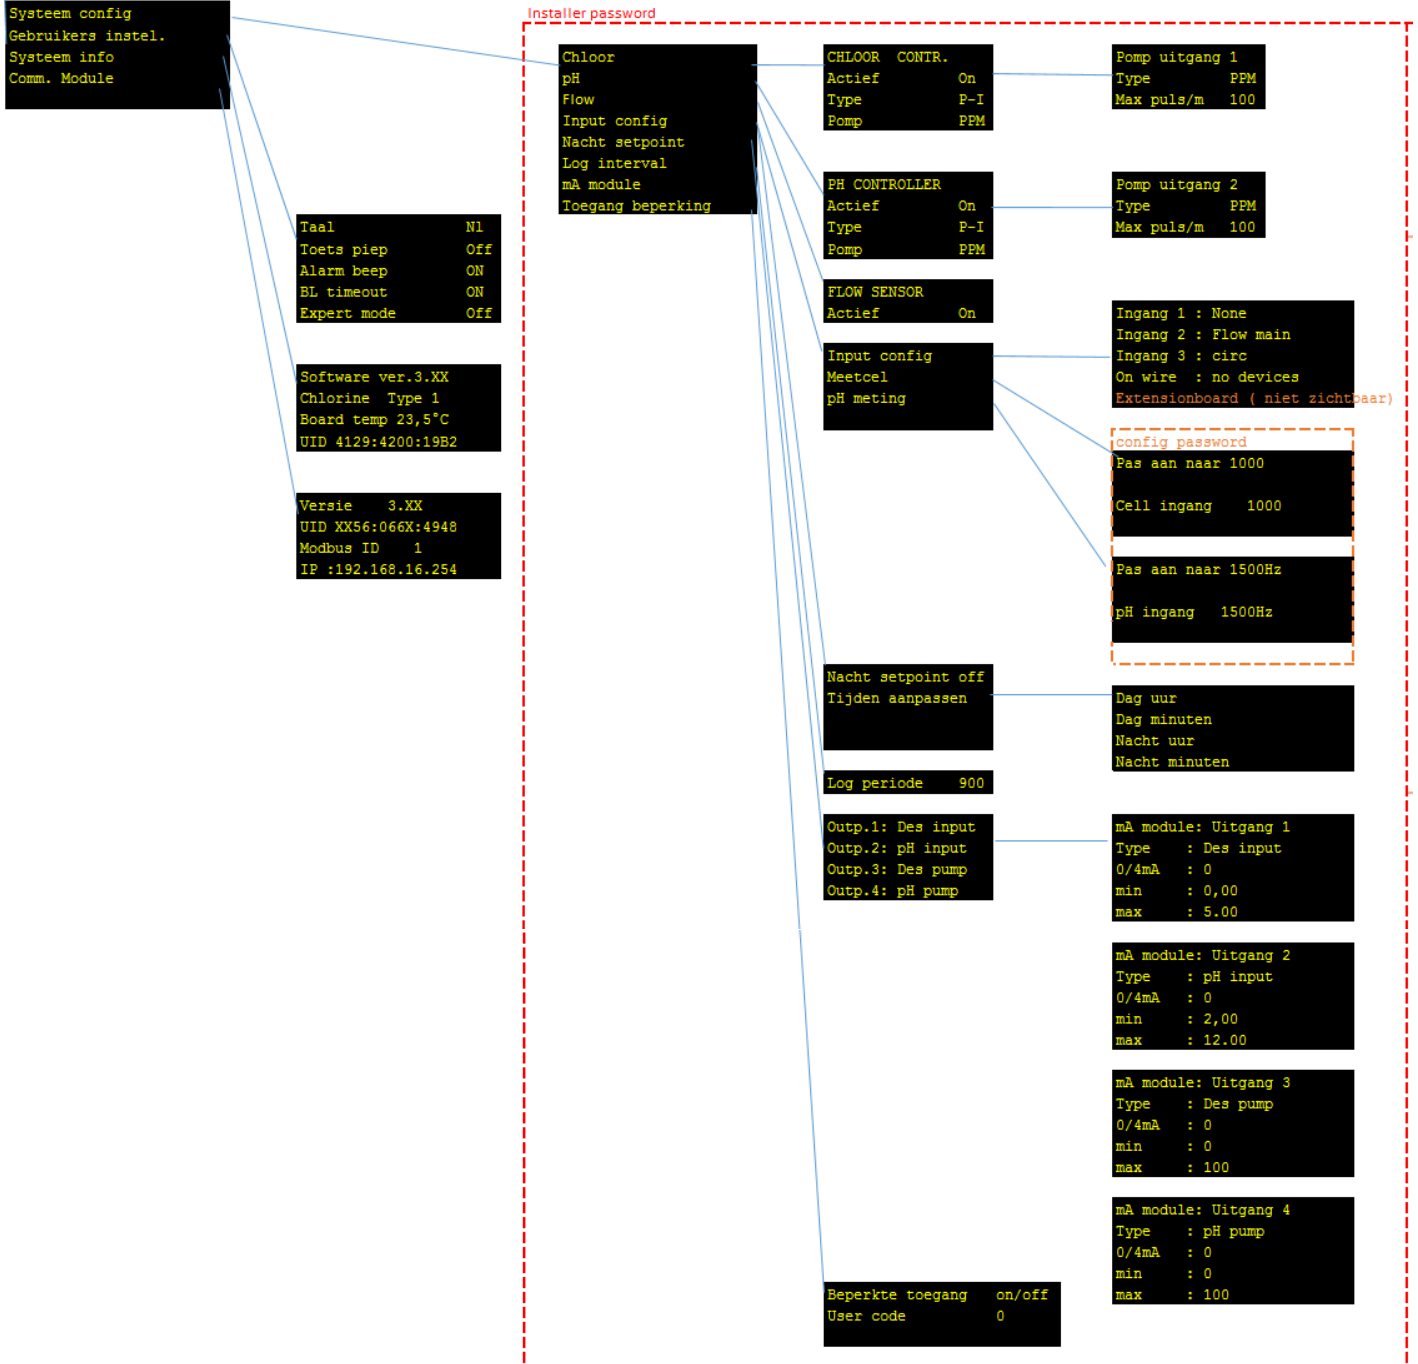 Systeem config
Gebruikers instel.
Systeem info
Comm. Module
Taal Nl
Toets piep Off
Alarm beep ON
BL timeout ON
Expert mode Off
Software ver.3.XX
Chlorine Type 1
Board temp 23,5°C
UID 4129:4200:19B2
Versie 3.XX
UID XX56:066X:4948
Modbus ID 1
IP :192.168.16.254
Installer password
Chloor
pH
Flow
Input config
Nacht setpoint
Log interval
mA module
Toegang beperking
CHLOOR CONTR.
Actief On
Type P-I
Pomp PPM
Pomp uitgang 1
Type PPM
Max puls/m 100
PH CONTROLLER
Actief On
Type P-I
Pomp PPM
Pomp uitgang 2
Type PPM
Max puls/m 100
FLOW SENSOR
Actief On
Input config
Meetcel
pH meting
Ingang 1 : None
Ingang 2 : Flow main
Ingang 3 : circ
On wire : no devices
Extensionboard ( niet zichtbaar)
config password
Pas aan naar 1000
Cell ingang 1000
Pas aan naar 1500Hz
pH ingang 1500Hz
Nacht setpoint off
Tijden aanpassen
Dag uur
Dag minuten
Nacht uur
Nacht minuten
Log periode 900
Outp.1: Des input
Outp.2: pH input
Outp.3: Des pump
Outp.4: pH pump
mA module: Uitgang 1
Type : Des input
0/4mA : 0
min : 0,00
max : 5.00
mA module: Uitgang 2
Type : pH input
0/4mA : 0
min : 2,00
max : 12.00
mA module: Uitgang 3
Type : Des pump
0/4mA : 0
min : 0
max : 100
mA module: Uitgang 4
Type : pH pump
0/4mA : 0
min : 0
max : 100
Beperkte toegang on/off
User code 0